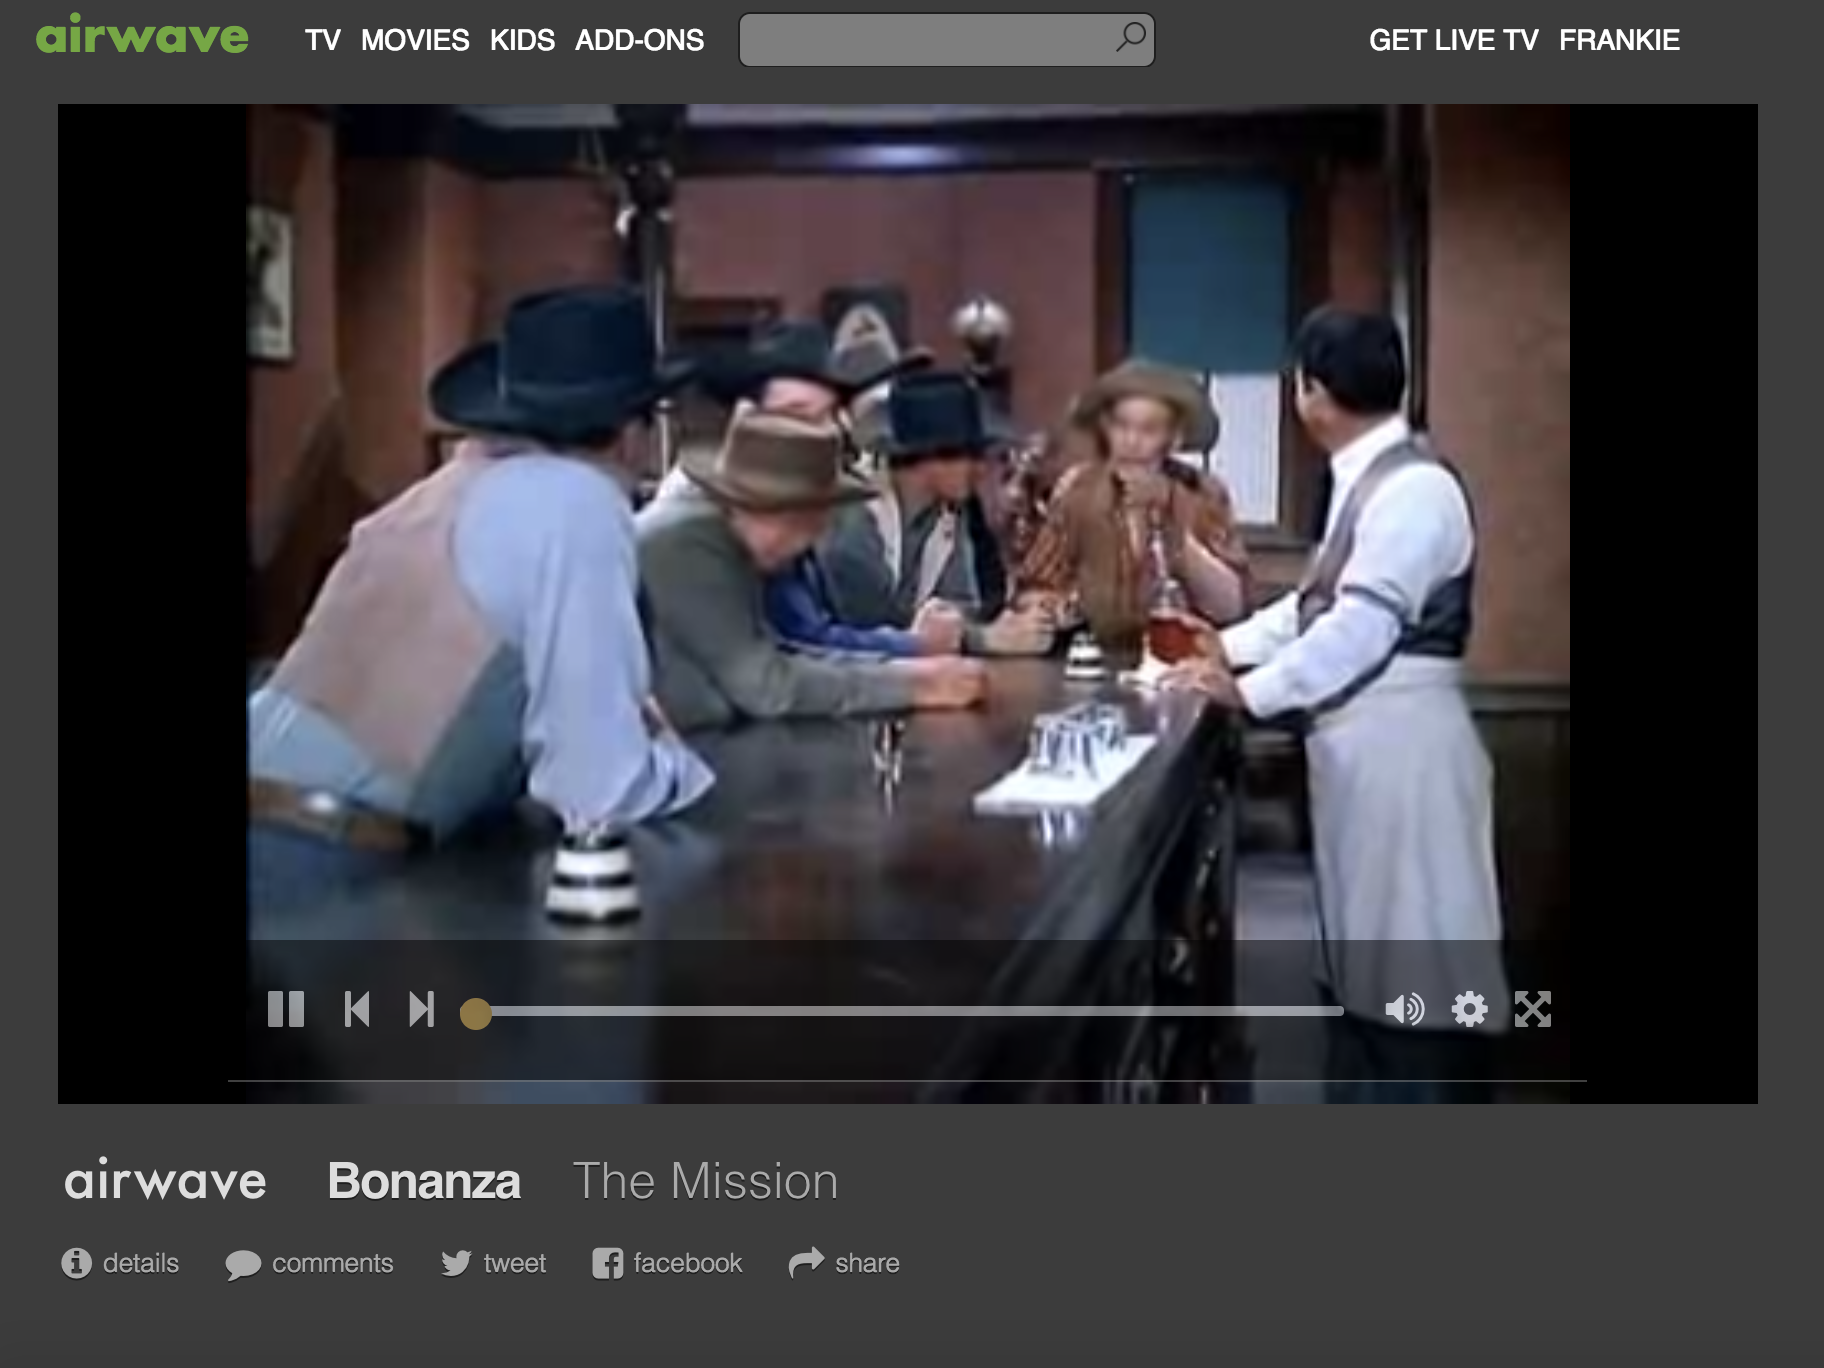 airwave TV MOVIES KIDS ADD-ONS GET LIVE TV FRANKIE
airwave Bonanza The Mission
details comments tweet facebook share